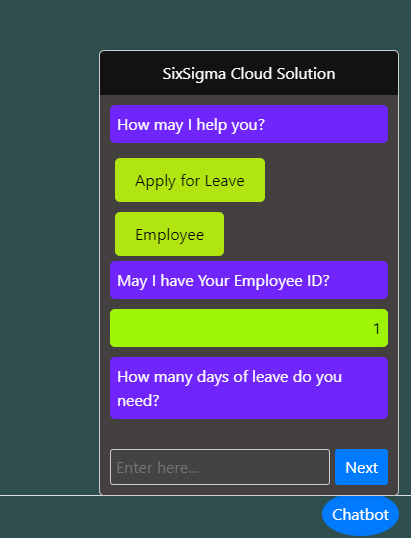 SixSigma Cloud Solution
How may I help you?
Apply for Leave
Employee
May I have Your Employee ID?
1
How many days of leave do you
need?
Enter here...
Next
Chatbot